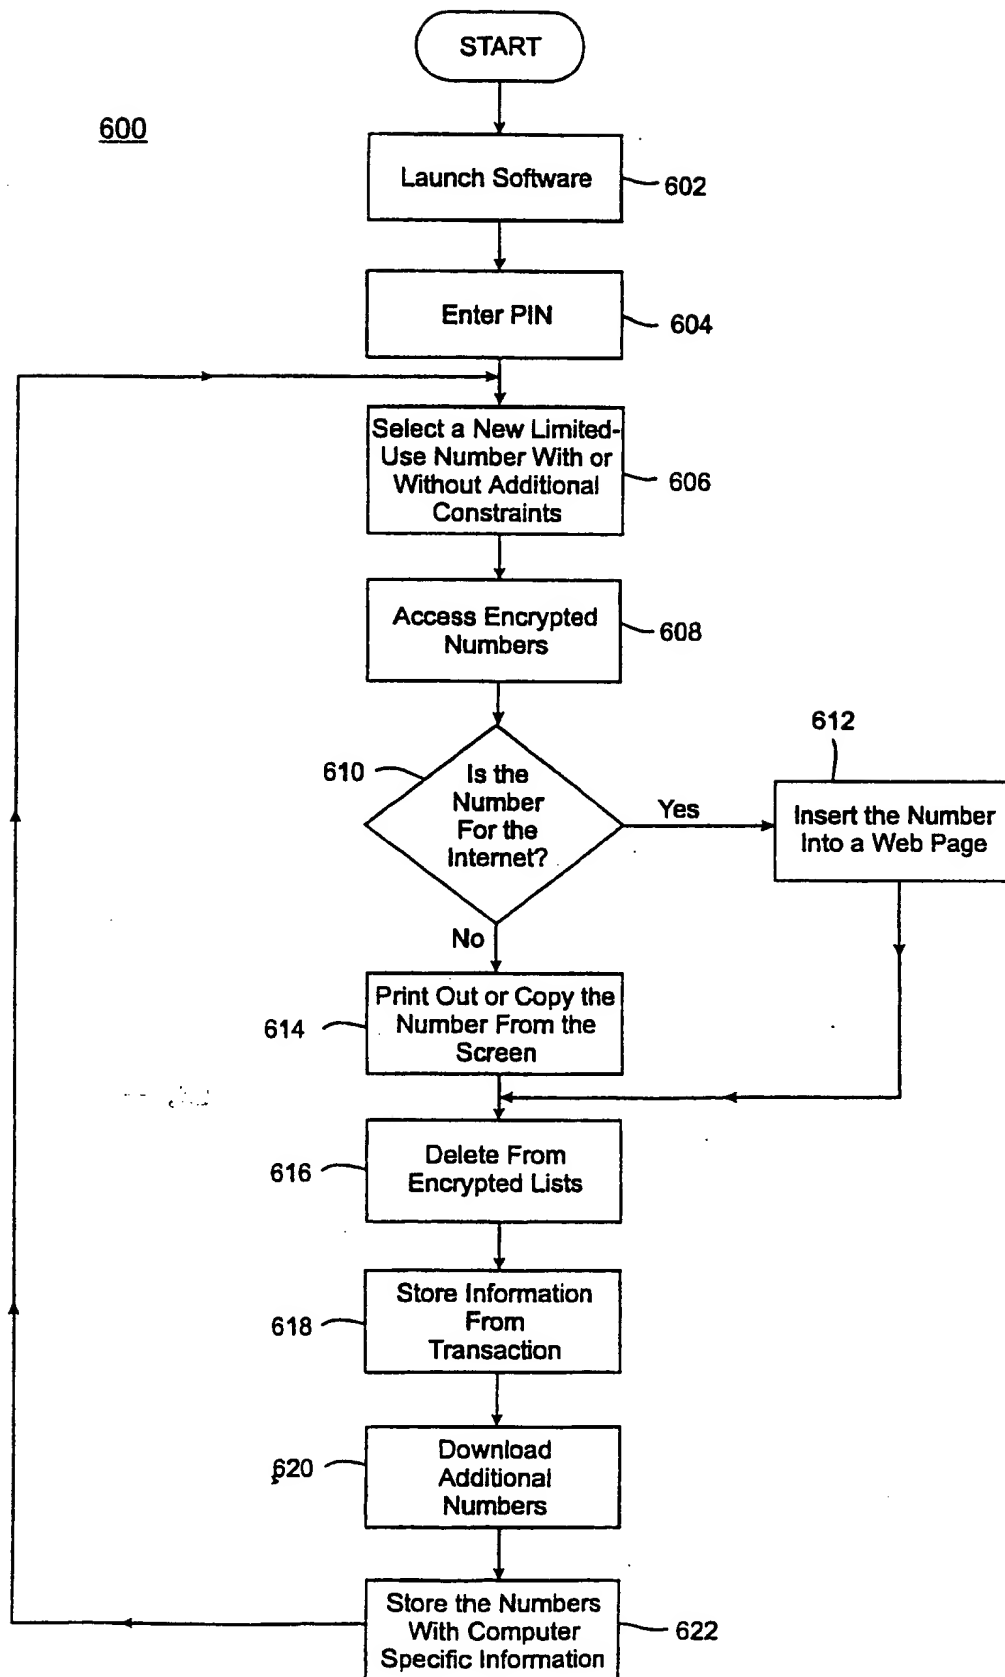 START
600
Launch Software
602
Enter PIN
604
Select a New Limited-
Use Number With or
Without Additional
Constraints
606
Access Encrypted
Numbers
608
610
Is the
Number
For the
Internet?
Yes
612
Insert the Number
Into a Web Page
No
Print Out or Copy the
Number From the
Screen
614
Delete From
Encrypted Lists
616
Store Information
From
Transaction
618
Download
Additional
Numbers
620
Store the Numbers
With Computer
Specific Information
622